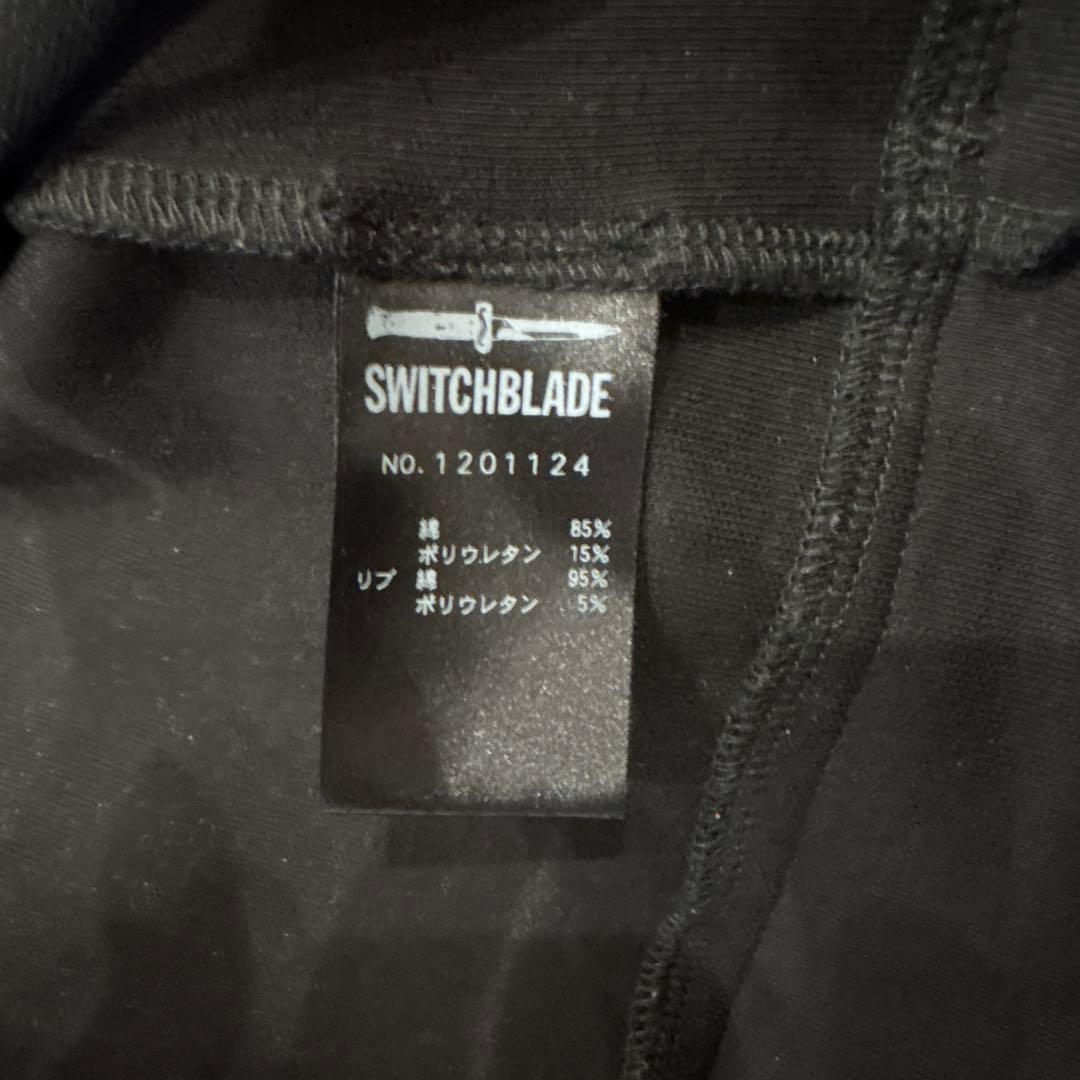 SWITCHBLADE
NO.1201124
綿 85%
ポリウレタン 15%
リブ 綿 95%
ポリウレタン 5%